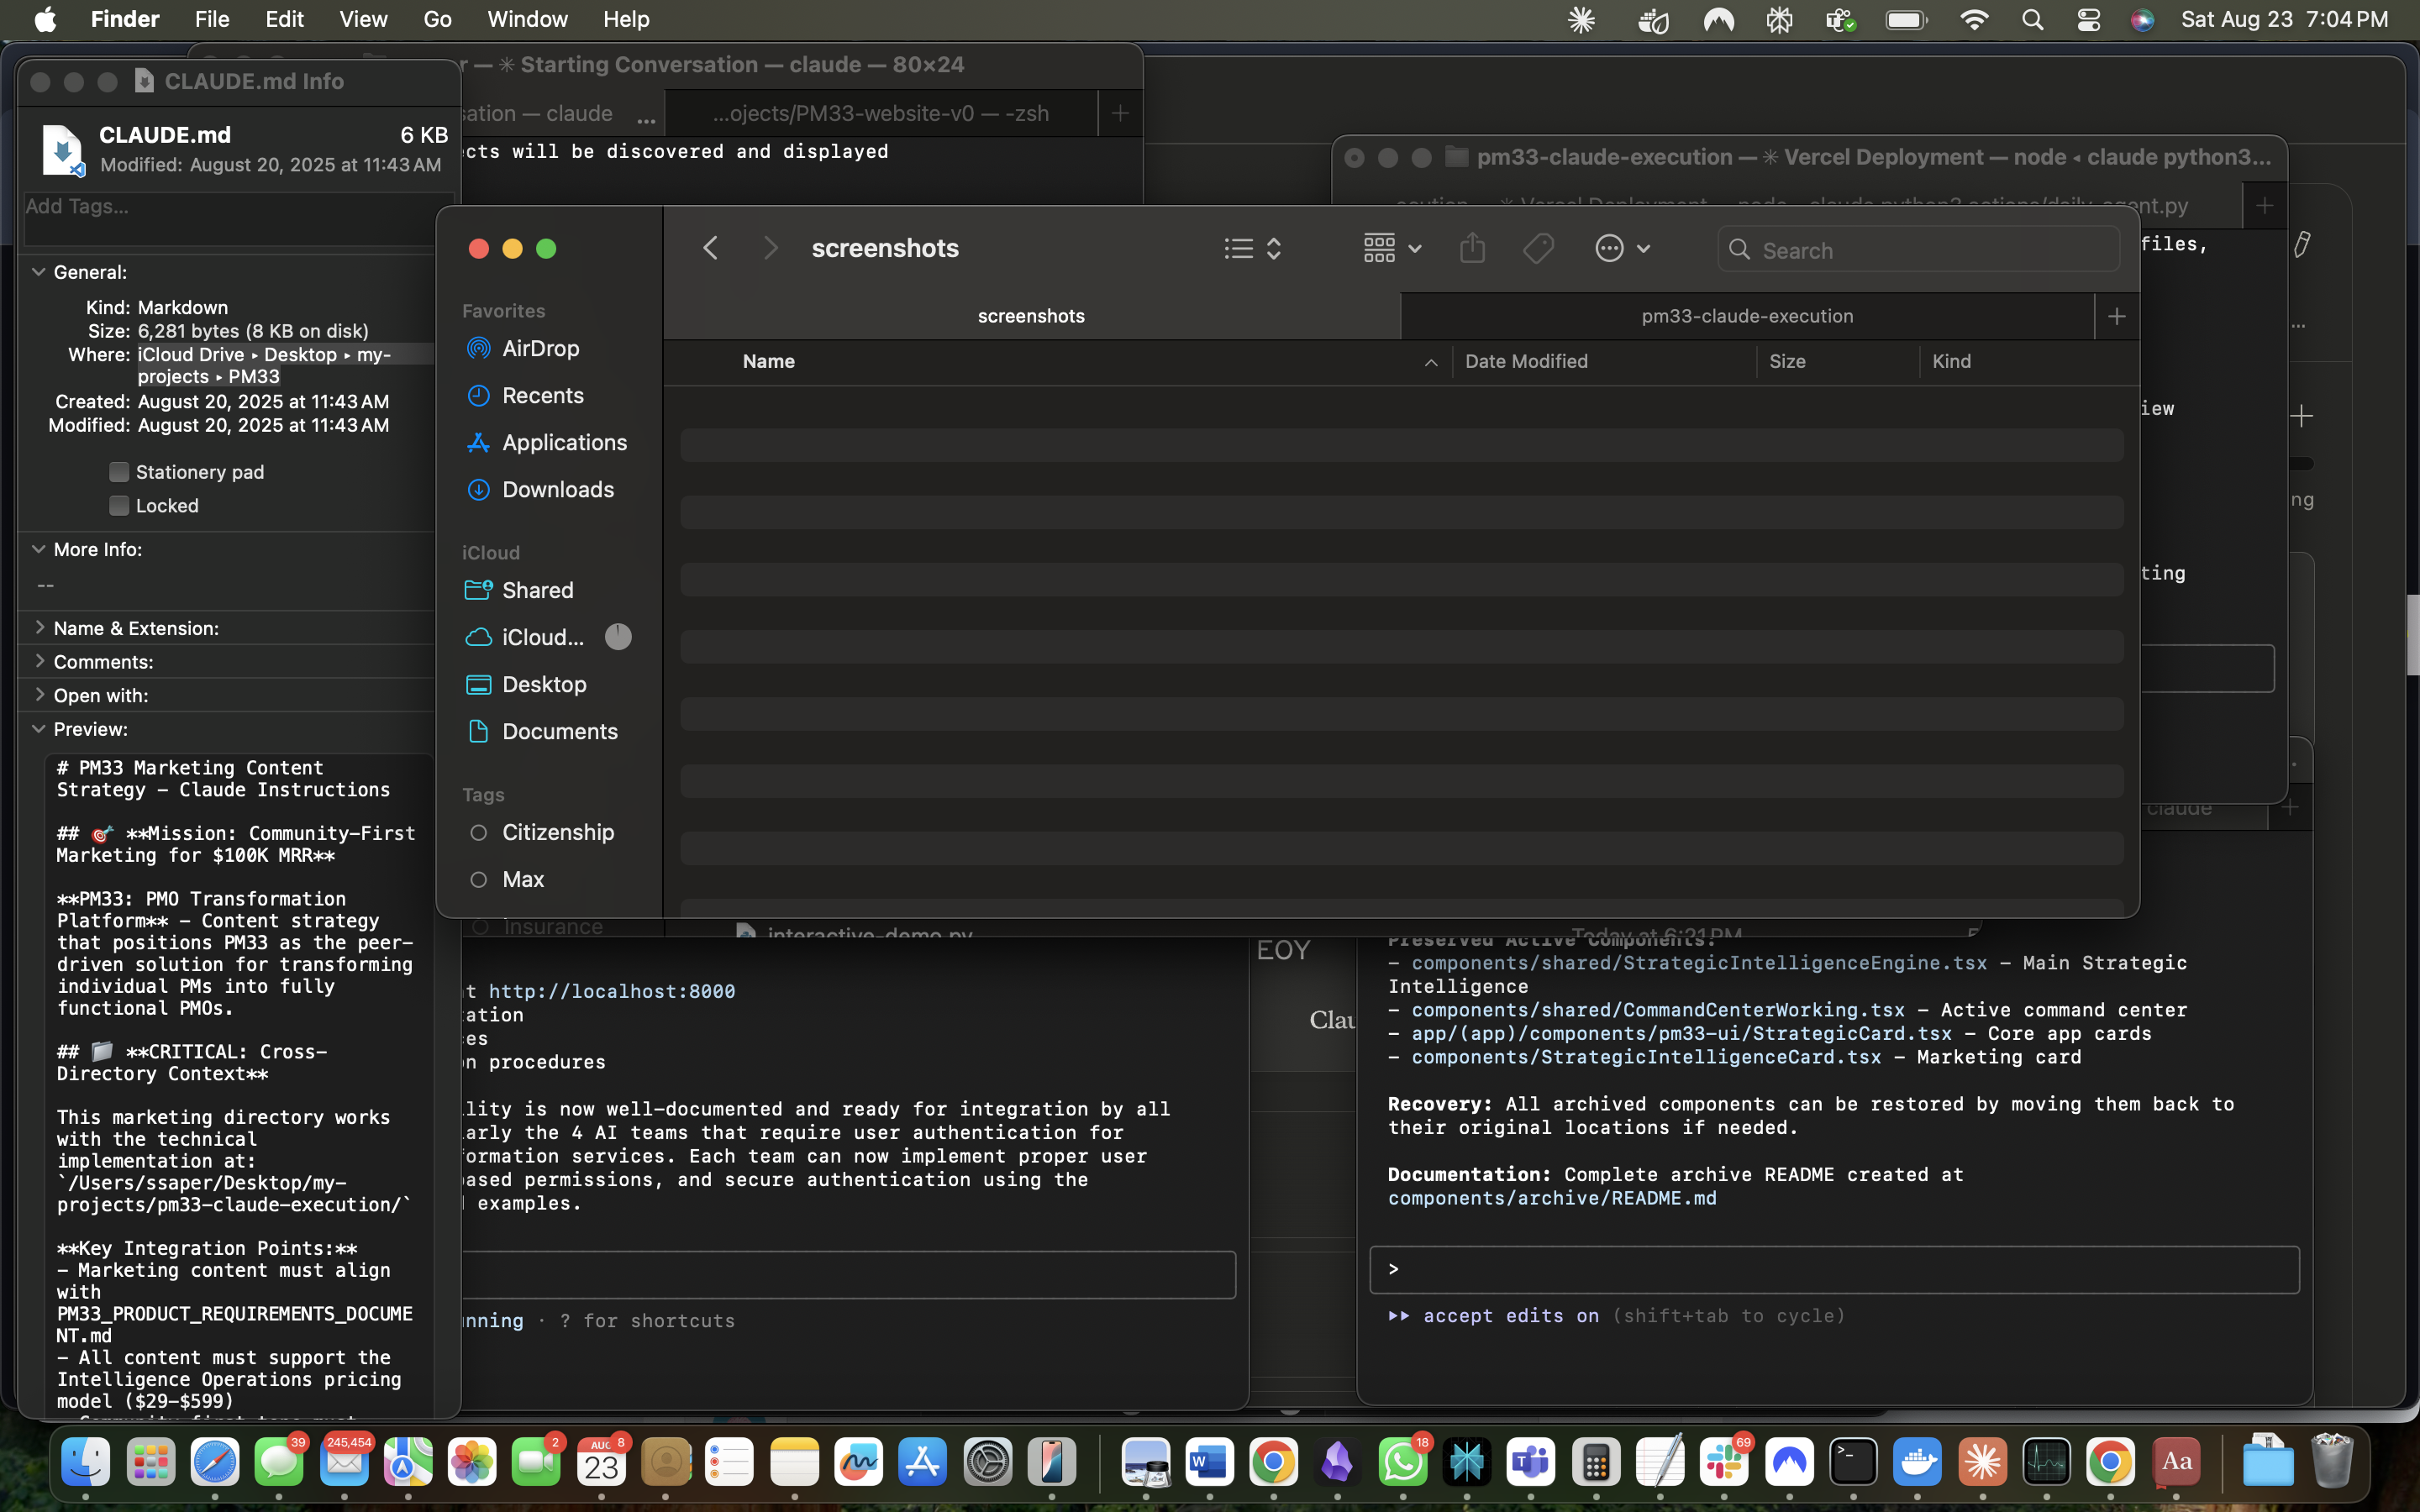 Finder File Edit View Go Window Help
Sat Aug 23 7:04 PM
CLAUDE.md Info
CLAUDE.md 6 KB
Modified: August 20, 2025 at 11:43 AM
Add Tags...
General:
Kind: Markdown
Size: 6,281 bytes (8 KB on disk)
Where: iCloud Drive ▸ Desktop ▸ my-
projects ▸ PM33
Created: August 20, 2025 at 11:43 AM
Modified: August 20, 2025 at 11:43 AM
Stationery pad
Locked
More Info:
--
Name & Extension:
Comments:
Open with:
Preview:
# PM33 Marketing Content
Strategy - Claude Instructions
## 🎯 **Mission: Community-First
Marketing for $100K MRR**
**PM33: PMO Transformation
Platform** - Content strategy
that positions PM33 as the peer-
driven solution for transforming
individual PMs into fully
functional PMOs.
## 📁 **CRITICAL: Cross-
Directory Context**
This marketing directory works
with the technical
implementation at:
`/Users/ssaper/Desktop/my-
projects/pm33-claude-execution/`
**Key Integration Points:**
- Marketing content must align
with
PM33_PRODUCT_REQUIREMENTS_DOCUME
NT.md
- All content must support the
Intelligence Operations pricing
model ($29-$599)
r — ✳ Starting Conversation — claude — 80×24
sation — claude ...
...ojects/PM33-website-v0 — -zsh
cts will be discovered and displayed
pm33-claude-execution — ✳ Vercel Deployment — node ◂ claude python3...
files,
...
iew
ng
ting
claude
screenshots
Search
screenshots
pm33-claude-execution
Name
Date Modified
Size
Kind
Favorites
AirDrop
Recents
Applications
Downloads
iCloud
Shared
iCloud...
Desktop
Documents
Tags
Citizenship
Max
Insurance
interactive-demo.py
Today at 6:21 PM
t http://localhost:8000
tation
es
n procedures
lity is now well-documented and ready for integration by all
arly the 4 AI teams that require user authentication for
formation services. Each team can now implement proper user
ased permissions, and secure authentication using the
examples.
nning · ? for shortcuts
EOY
Clau
Preserved Active Components:
- components/shared/StrategicIntelligenceEngine.tsx - Main Strategic
Intelligence
- components/shared/CommandCenterWorking.tsx - Active command center
- app/(app)/components/pm33-ui/StrategicCard.tsx - Core app cards
- components/StrategicIntelligenceCard.tsx - Marketing card
Recovery: All archived components can be restored by moving them back to
their original locations if needed.
Documentation: Complete archive README created at
components/archive/README.md
>
▸▸ accept edits on (shift+tab to cycle)
39
245,454
2
AUG 8
23
18
69
Aa